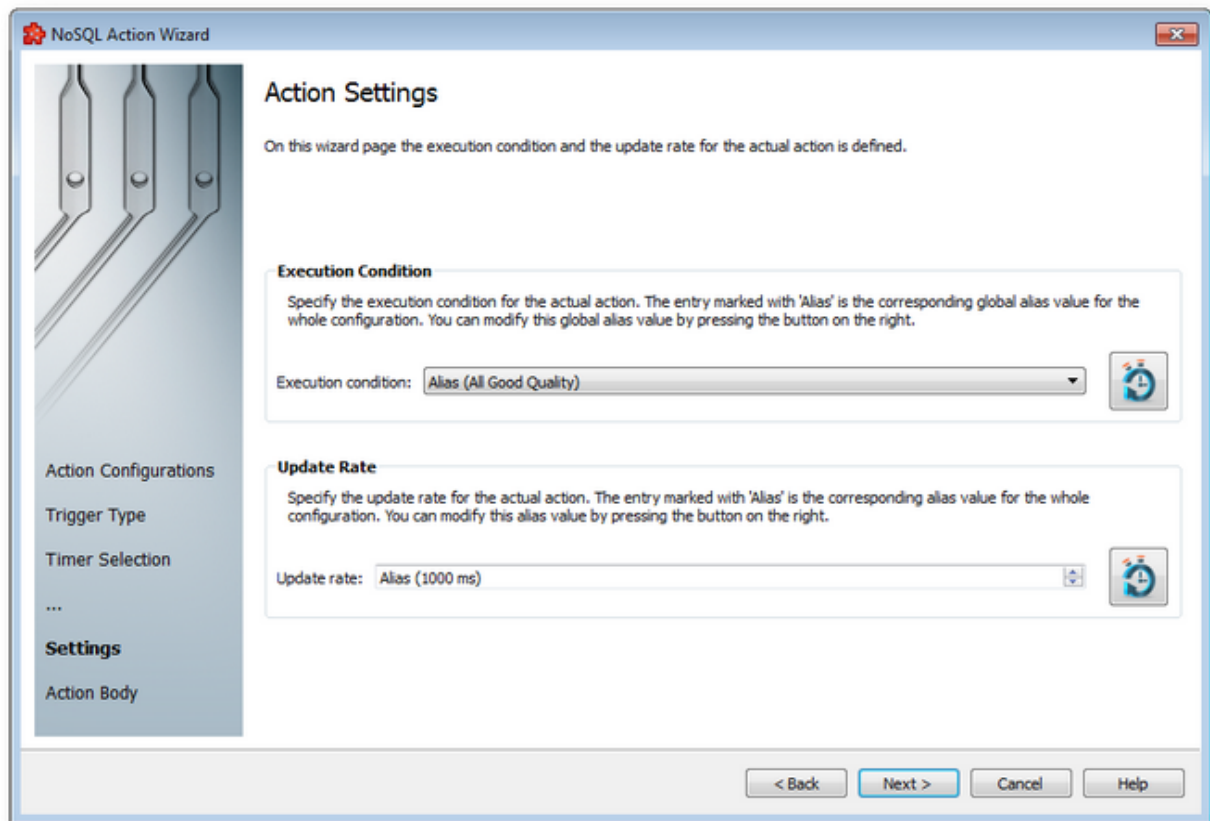 NoSQL Action Wizard
Action Settings
On this wizard page the execution condition and the update rate for the actual action is defined.
Execution Condition
Specify the execution condition for the actual action. The entry marked with 'Alias' is the corresponding global alias value for the
whole configuration. You can modify this global alias value by pressing the button on the right.
Execution condition: Alias (All Good Quality)
Update Rate
Specify the update rate for the actual action. The entry marked with 'Alias' is the corresponding alias value for the whole
configuration. You can modify this alias value by pressing the button on the right.
Update rate: Alias (1000 ms)
Action Configurations
Trigger Type
Timer Selection
...
Settings
Action Body
< Back Next > Cancel Help